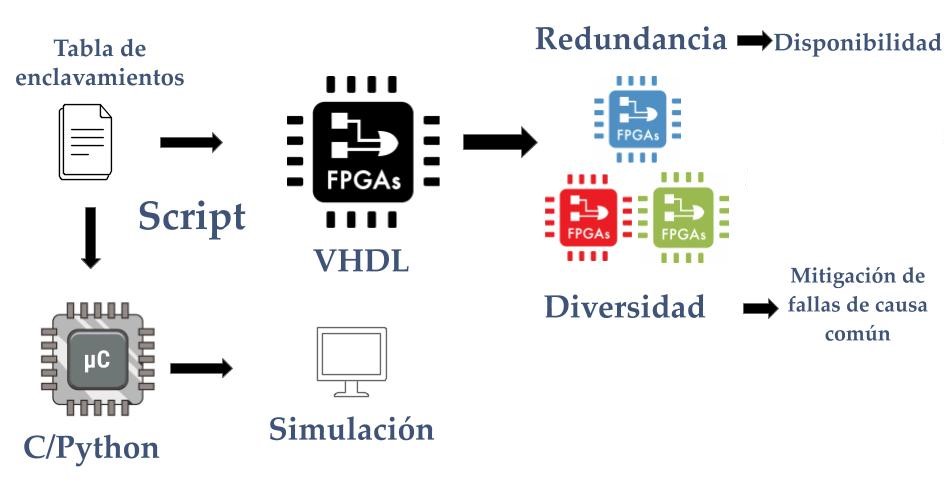 Tabla de
enclavamientos
Script
FPGAs
VHDL
Redundancia
Disponibilidad
FPGAs
FPGAs
FPGAs
Diversidad
Mitigación de
fallas de causa
común
µC
C/Python
Simulación